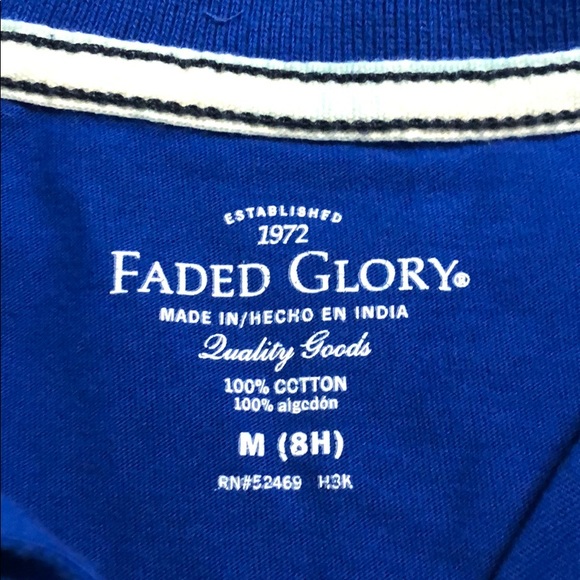 ESTABLISHED
1972
FADED GLORY®
MADE IN/HECHO EN INDIA
Quality Goods
100% COTTON
100% algodón
M (8H)
RN#52469 H3K